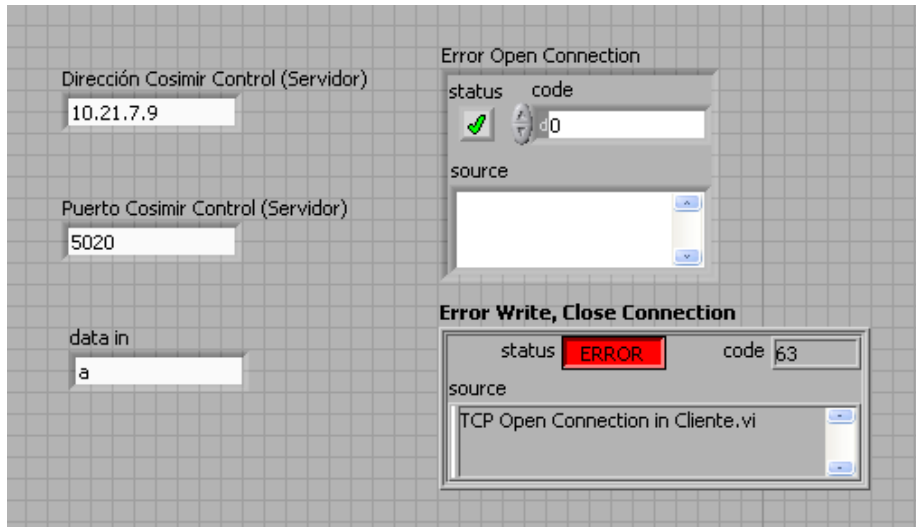 Error Open Connection
Dirección Cosimir Control (Servidor)
status code
10.21.7.9
d0
source
Puerto Cosimir Control (Servidor)
5020
Error Write, Close Connection
data in
status ERROR code 63
a
source
TCP Open Connection in Cliente.vi